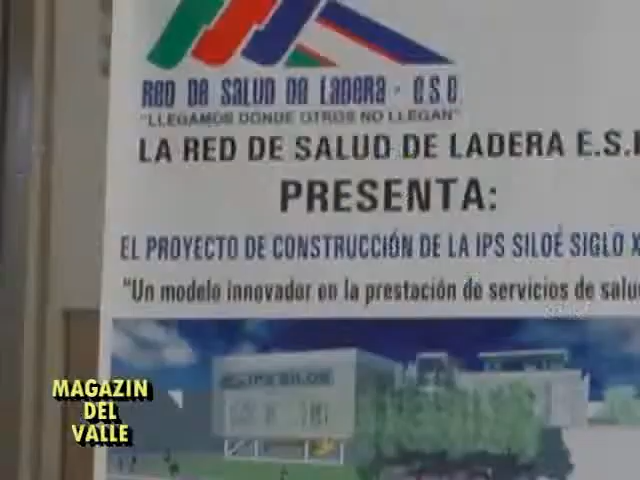 RED DE SALUD DE LADERA - E.S.E.
"LLEGAMOS DONDE OTROS NO LLEGAN"
LA RED DE SALUD DE LADERA E.S.
PRESENTA:
EL PROYECTO DE CONSTRUCCIÓN DE LA IPS SILOÉ SIGLO X
"Un modelo innovador en la prestación de servicios de salu
IPS SILOE
MAGAZIN
DEL
VALLE